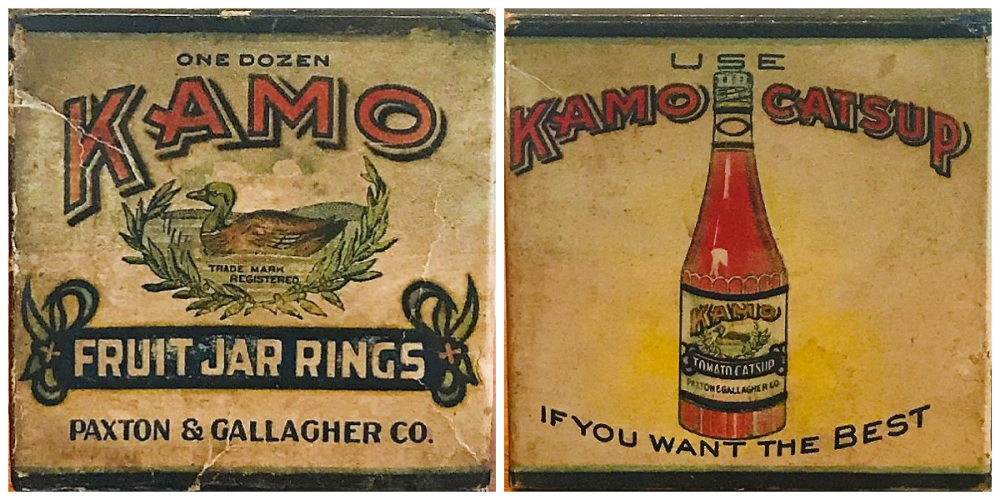 ONE DOZEN
KAMO
TRADE MARK
REGISTERED
FRUIT JAR RINGS
PAXTON & GALLAGHER CO.
USE
KAMO CATSUP
KAMO
TOMATO CATSUP
PAXTON & GALLAGHER CO.
IF YOU WANT THE BEST